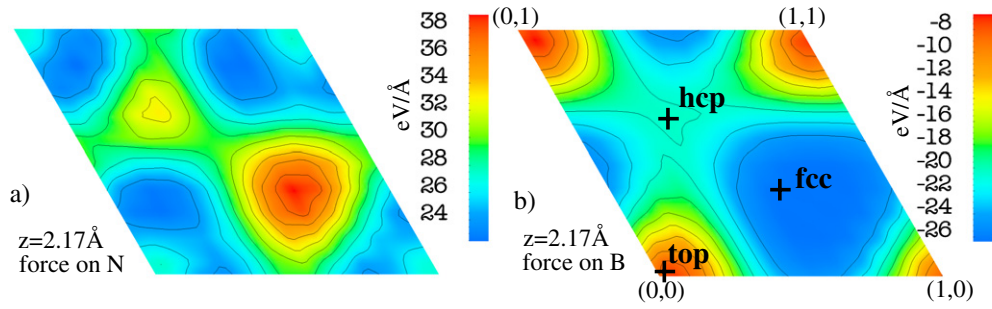 38
36
34
32
30
28
26
24
eV/Å
a)
z=2.17Å
force on N
(0,1)
(1,1)
hcp
fcc
top
(0,0)
(1,0)
b)
z=2.17Å
force on B
-8
-10
-12
-14
-16
-18
-20
-22
-24
-26
eV/Å